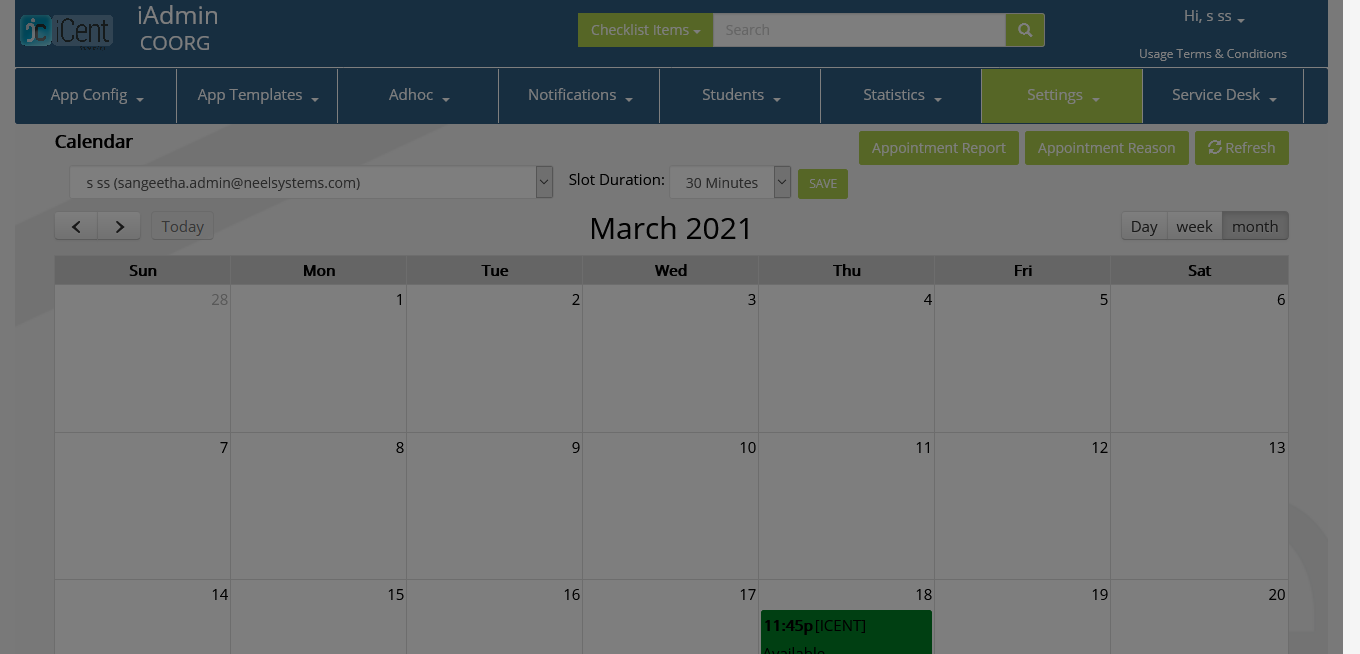 iCent
iAdmin
COORG
Checklist Items
Search
Hi, s ss
Usage Terms & Conditions
App Config
App Templates
Adhoc
Notifications
Students
Statistics
Settings
Service Desk
Calendar
Appointment Report
Appointment Reason
Refresh
s ss (sangeetha.admin@neelsystems.com)
Slot Duration:
30 Minutes
SAVE
Today
March 2021
Day
week
month
Sun Mon Tue Wed Thu Fri Sat
28 1 2 3 4 5 6
7 8 9 10 11 12 13
14 15 16 17 18 19 20
11:45p [ICENT]
Available